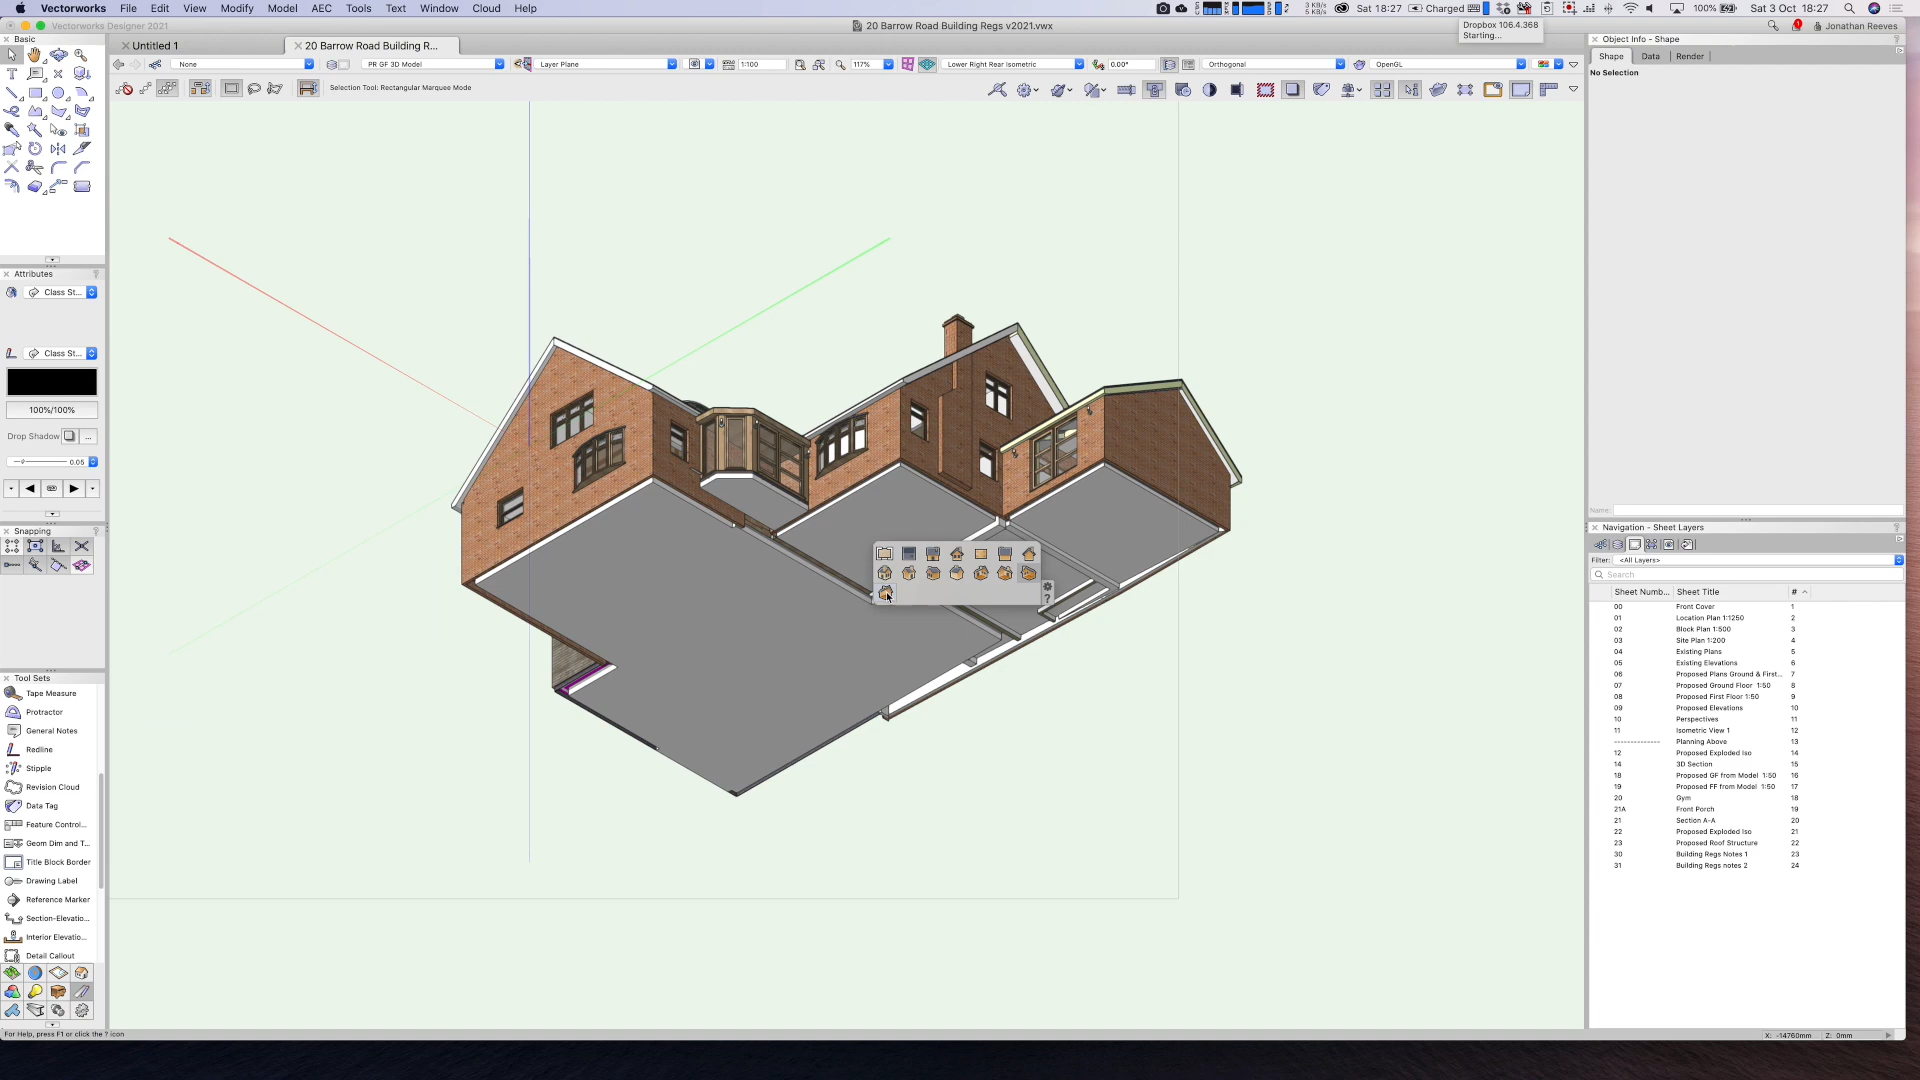 Vectorworks File Edit View Modify Model AEC Tools Text Window Cloud Help
3 KB/s
5 KB/s
Sat 18:27 Charged 100% Sat 3 Oct 18:27
Vectorworks Designer 2021
20 Barrow Road Building Regs v2021.vwx
Dropbox 106.4.368
Starting...
Jonathan Reeves
Basic
Untitled 1
20 Barrow Road Building R...
None
PR GF 3D Model
Layer Plane
1:100
117%
Lower Right Rear Isometric
0.00°
Orthogonal
OpenGL
Selection Tool: Rectangular Marquee Mode
Attributes
Class St...
Class St...
100%/100%
Drop Shadow
...
0.05
Snapping
Tool Sets
Tape Measure
Protractor
General Notes
Redline
Stipple
Revision Cloud
Data Tag
Feature Control...
Geom Dim and T...
Title Block Border
Drawing Label
Reference Marker
Section-Elevatio...
Interior Elevatio...
Detail Callout
For Help, press F1 or click the ? icon
Object Info - Shape
Shape Data Render
No Selection
Name:
Navigation - Sheet Layers
Filter: <All Layers>
Search
Sheet Numb... Sheet Title #
00 Front Cover 1
01 Location Plan 1:1250 2
02 Block Plan 1:500 3
03 Site Plan 1:200 4
04 Existing Plans 5
05 Existing Elevations 6
06 Proposed Plans Ground & First... 7
07 Proposed Ground Floor 1:50 8
08 Proposed First Floor 1:50 9
09 Proposed Elevations 10
10 Perspectives 11
11 Isometric View 1 12
-------------- Planning Above 13
12 Proposed Exploded Iso 14
14 3D Section 15
18 Proposed GF from Model 1:50 16
19 Proposed FF from Model 1:50 17
20 Gym 18
21A Front Porch 19
21 Section A-A 20
22 Proposed Exploded Iso 21
23 Proposed Roof Structure 22
30 Building Regs Notes 1 23
31 Building Regs notes 2 24
X: -14760mm Z: 0mm